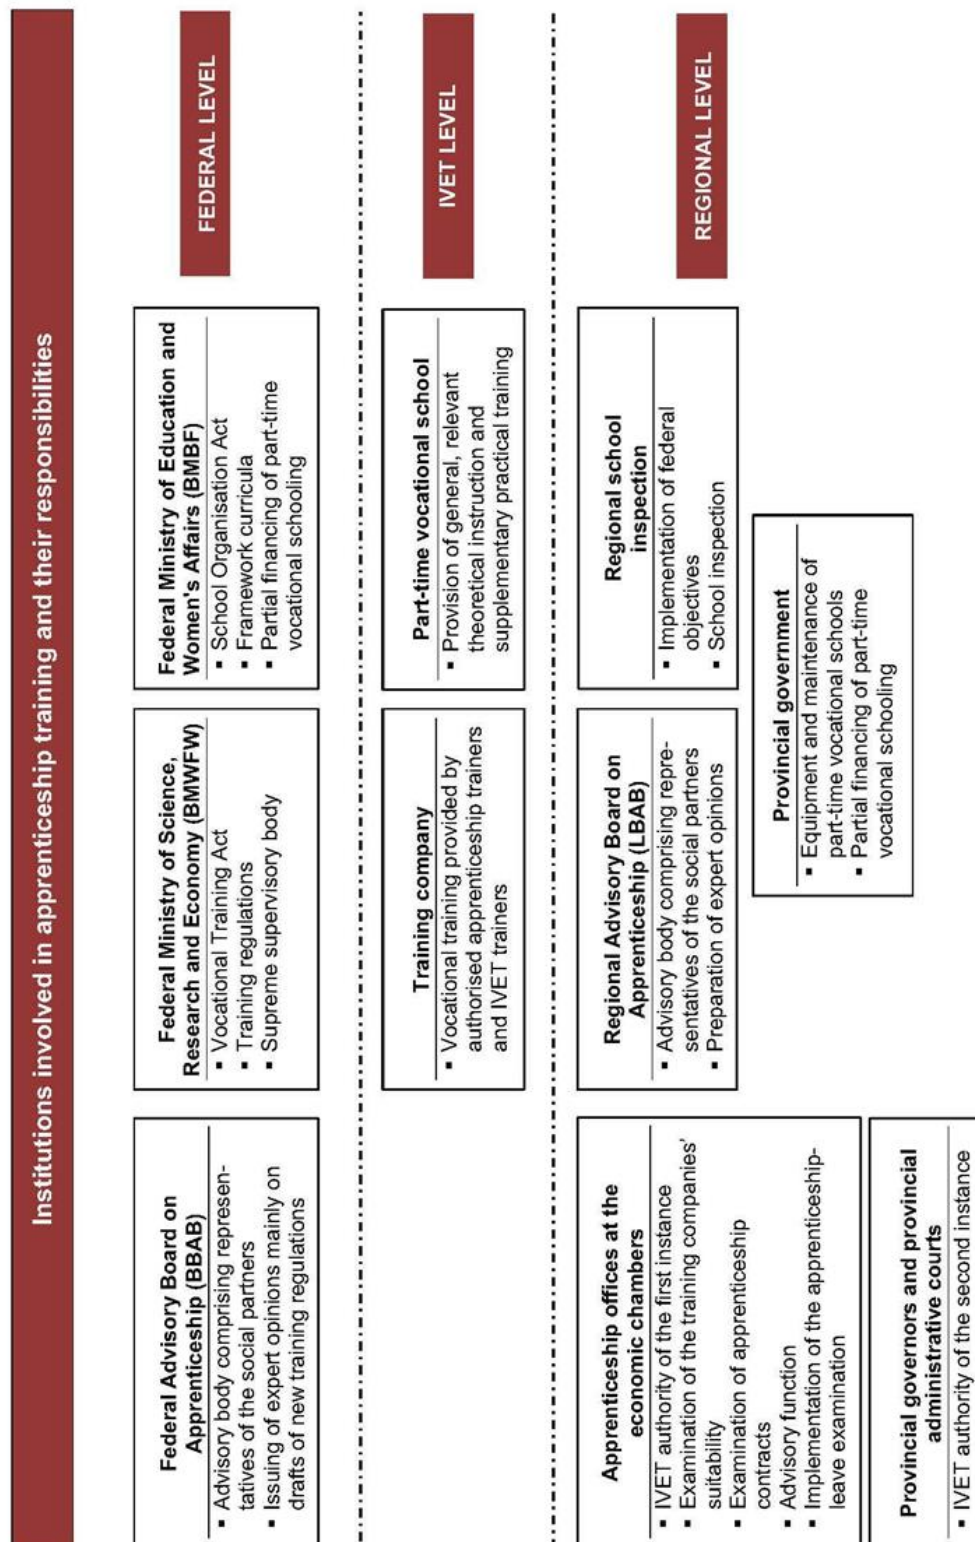 Institutions involved in apprenticeship training and their responsibilities
Federal Advisory Board on
Apprenticeship (BBAB)
▪ Advisory body comprising represen-
tatives of the social partners
▪ Issuing of expert opinions mainly on
drafts of new training regulations
Federal Ministry of Science,
Research and Economy (BMWFW)
▪ Vocational Training Act
▪ Training regulations
▪ Supreme supervisory body
Federal Ministry of Education and
Women's Affairs (BMBF)
▪ School Organisation Act
▪ Framework curricula
▪ Partial financing of part-time
vocational schooling
FEDERAL LEVEL
Training company
▪ Vocational training provided by
authorised apprenticeship trainers
and IVET trainers
Part-time vocational school
▪ Provision of general, relevant
theoretical instruction and
supplementary practical training
IVET LEVEL
Apprenticeship offices at the
economic chambers
▪ IVET authority of the first instance
▪ Examination of the training companies'
suitability
▪ Examination of apprenticeship
contracts
▪ Advisory function
▪ Implementation of the apprenticeship-
leave examination
Regional Advisory Board on
Apprenticeship (LBAB)
▪ Advisory body comprising repre-
sentatives of the social partners
▪ Preparation of expert opinions
Regional school
inspection
▪ Implementation of federal
objectives
▪ School inspection
REGIONAL LEVEL
Provincial government
▪ Equipment and maintenance of
part-time vocational schools
▪ Partial financing of part-time
vocational schooling
Provincial governors and provincial
administrative courts
▪ IVET authority of the second instance